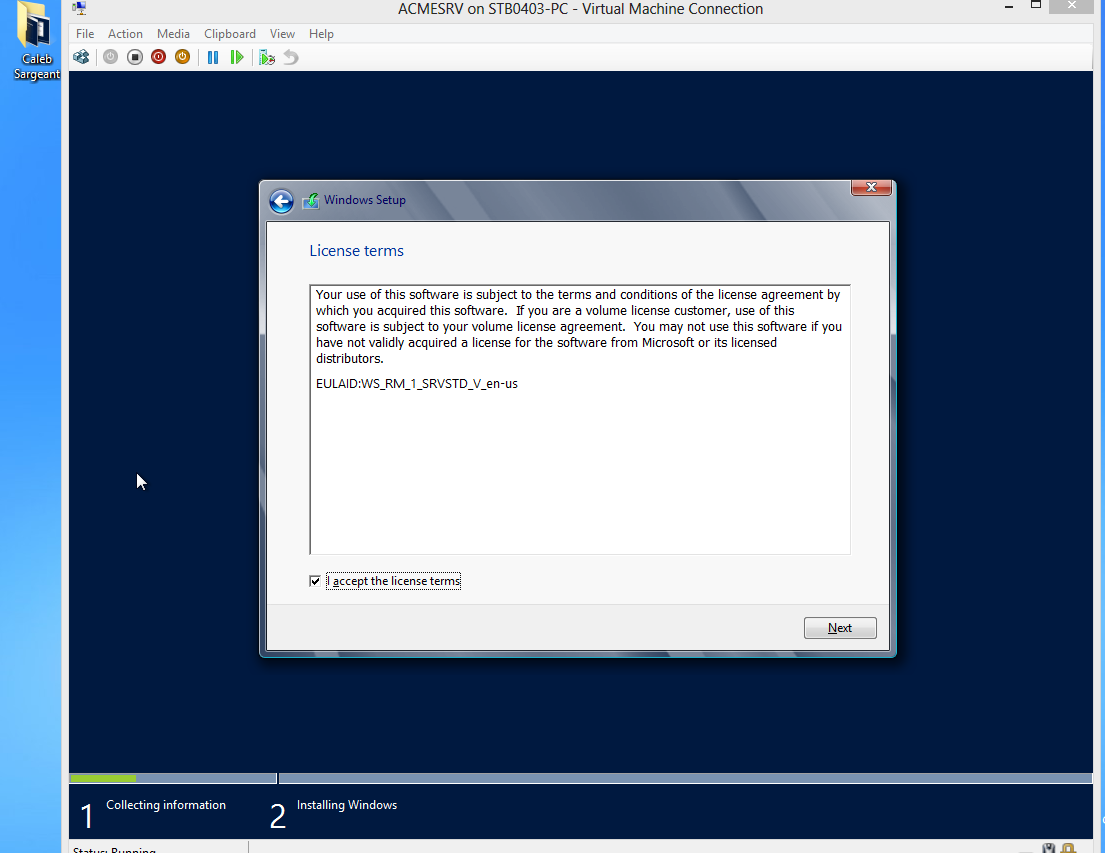 ACMESRV on STB0403-PC - Virtual Machine Connection
File Action Media Clipboard View Help
Caleb
Sargeant
Windows Setup
License terms
Your use of this software is subject to the terms and conditions of the license agreement by
which you acquired this software.  If you are a volume license customer, use of this
software is subject to your volume license agreement.  You may not use this software if you
have not validly acquired a license for the software from Microsoft or its licensed
distributors.
EULAID:WS_RM_1_SRVSTD_V_en-us
I accept the license terms
Next
1 Collecting information 2 Installing Windows
Status: Running